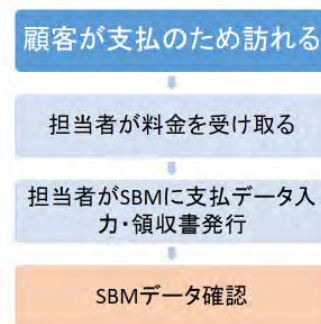 顧客が支払のため訪れる
担当者が料金を受け取る
担当者がSBMに支払データ入
力・領収書発行
SBMデータ確認